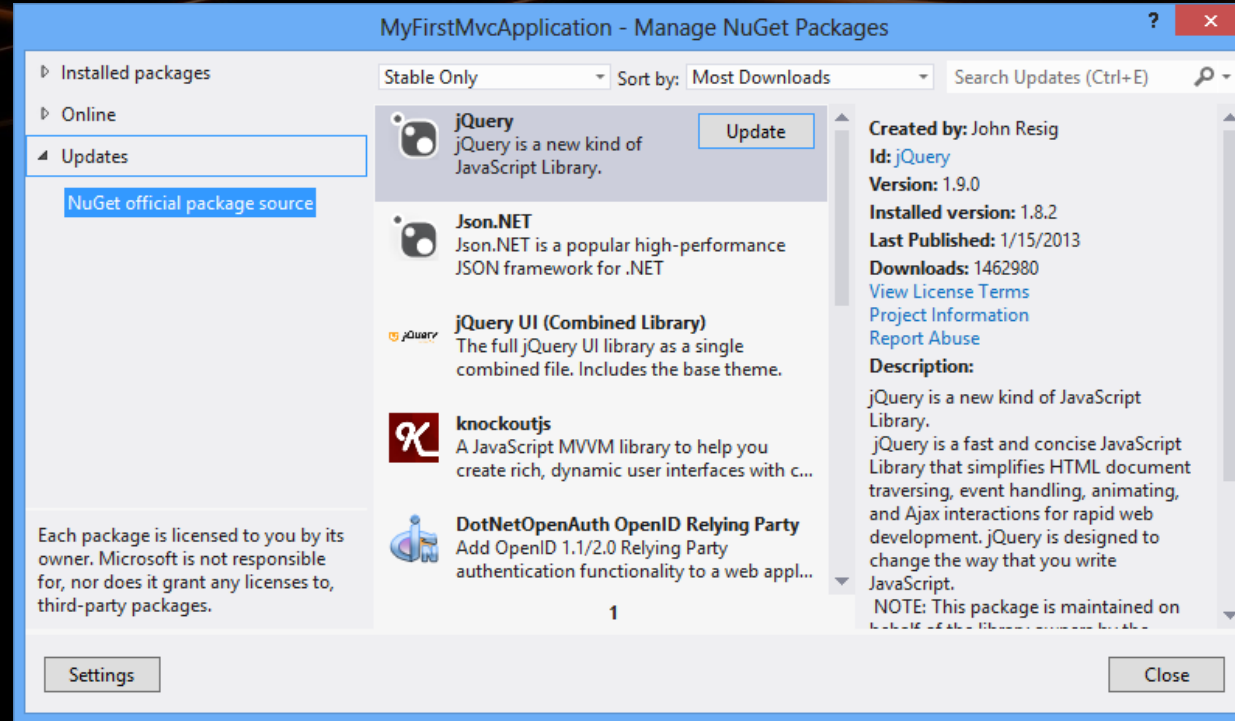 MyFirstMvcApplication - Manage NuGet Packages
?
Installed packages
Online
Updates
NuGet official package source
Each package is licensed to you by its
owner. Microsoft is not responsible
for, nor does it grant any licenses to,
third-party packages.
Stable Only
Sort by: Most Downloads
Search Updates (Ctrl+E)
jQuery
jQuery is a new kind of
JavaScript Library.
Update
Json.NET
Json.NET is a popular high-performance
JSON framework for .NET
jQuery
jQuery UI (Combined Library)
The full jQuery UI library as a single
combined file. Includes the base theme.
K
knockoutjs
A JavaScript MVVM library to help you
create rich, dynamic user interfaces with c...
DotNetOpenAuth OpenID Relying Party
Add OpenID 1.1/2.0 Relying Party
authentication functionality to a web appl...
1
Created by: John Resig
Id: jQuery
Version: 1.9.0
Installed version: 1.8.2
Last Published: 1/15/2013
Downloads: 1462980
View License Terms
Project Information
Report Abuse
Description:
jQuery is a new kind of JavaScript
Library.
jQuery is a fast and concise JavaScript
Library that simplifies HTML document
traversing, event handling, animating,
and Ajax interactions for rapid web
development. jQuery is designed to
change the way that you write
JavaScript.
NOTE: This package is maintained on
behalf of the library owners by the
Settings
Close